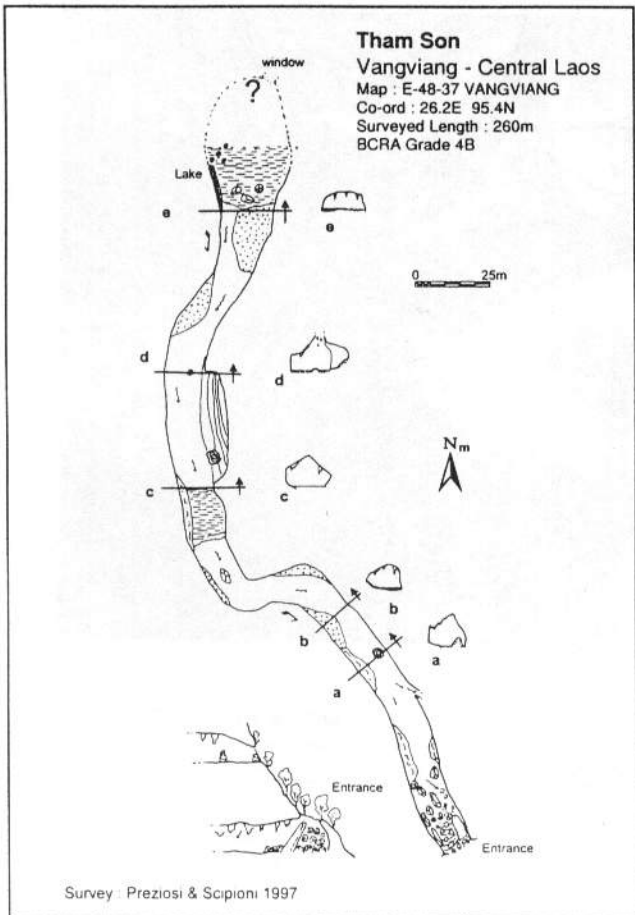 Tham Son
Vangviang - Central Laos
Map : E-48-37 VANGVIANG
Co-ord : 26.2E 95.4N
Surveyed Length : 260m
BCRA Grade 4B
window
?
Lake
e
e
0 25m
d
d
Nm
c
c
b
b
a
a
Entrance
Entrance
Survey : Preziosi & Scipioni 1997